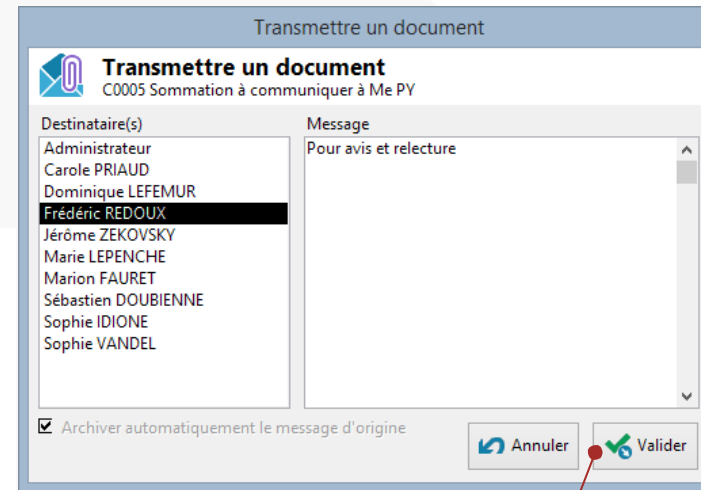 Transmettre un document
Transmettre un document
C0005 Sommation à communiquer à Me PY
Destinataire(s)
Administrateur
Carole PRIAUD
Dominique LEFEMUR
Frédéric REDOUX
Jérôme ZEKOVSKY
Marie LEPENCHE
Marion FAURET
Sébastien DOUBIENNE
Sophie IDIONE
Sophie VANDEL
Message
Pour avis et relecture
Archiver automatiquement le message d'origine
Annuler
Valider